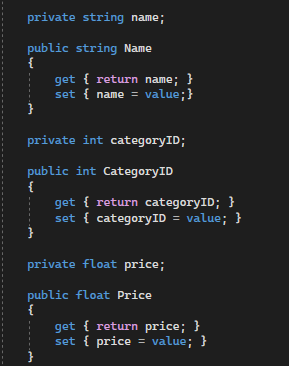 private string name;
public string Name
{
get { return name; }
set { name = value;}
}
private int categoryID;
public int CategoryID
{
get { return categoryID; }
set { categoryID = value; }
}
private float price;
public float Price
{
get { return price; }
set { price = value; }
}